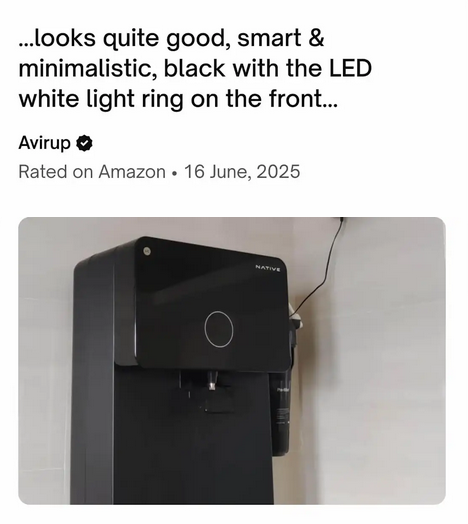 ...looks quite good, smart &
minimalistic, black with the LED
white light ring on the front...
Avirup
Rated on Amazon • 16 June, 2025
NATIVE